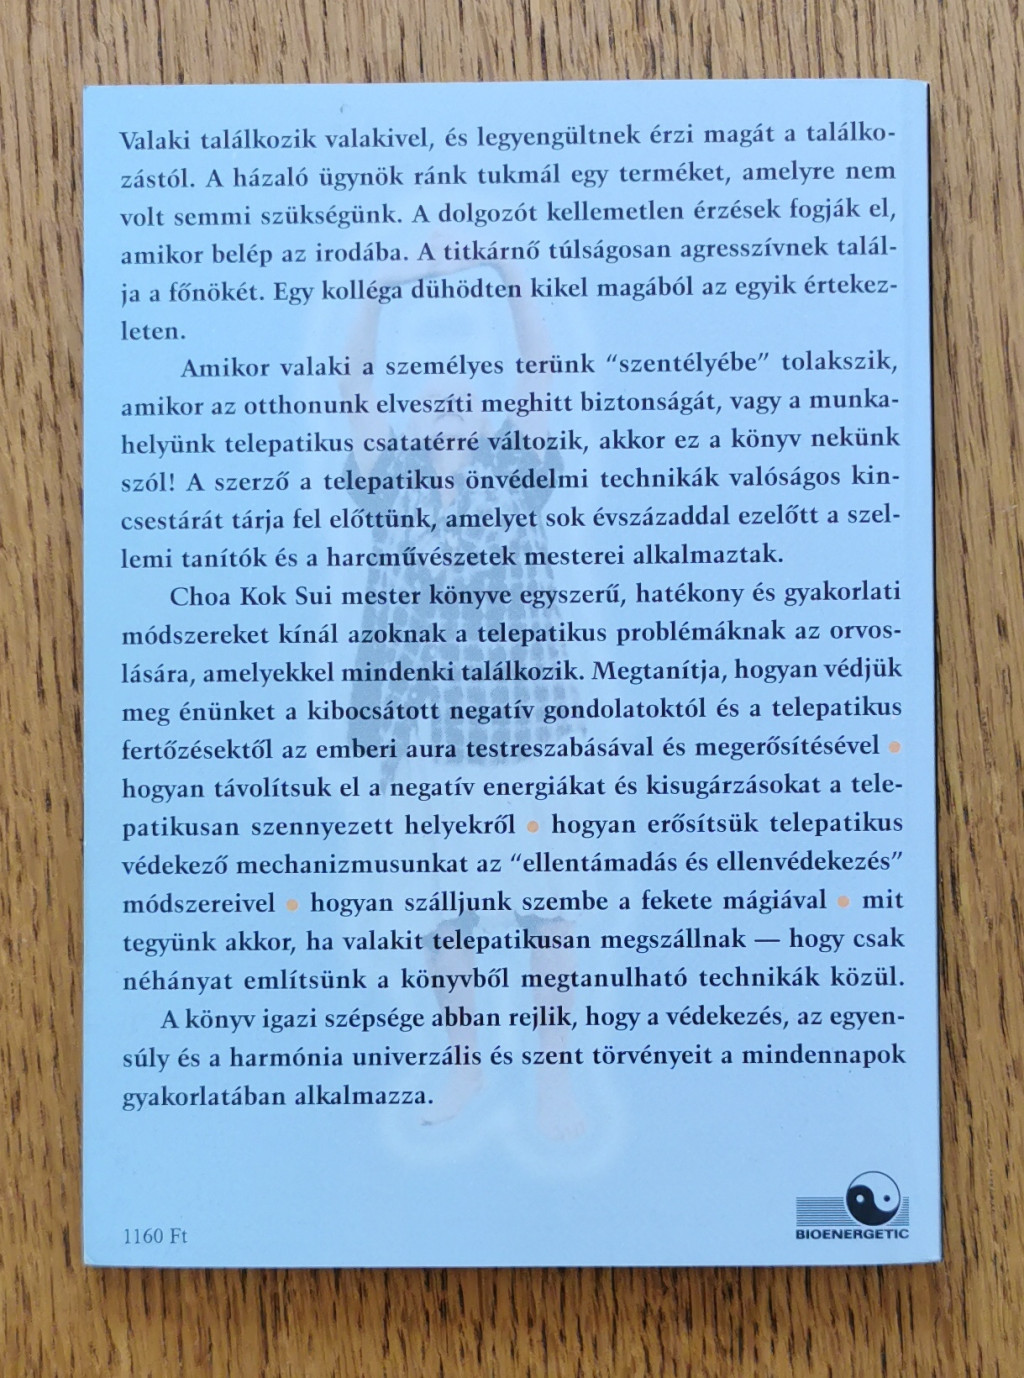 Valaki találkozik valakivel, és legyengültnek érzi magát a találko-
zástól. A házaló ügynök ránk tukmál egy terméket, amelyre nem
volt semmi szükségünk. A dolgozót kellemetlen érzések fogják el,
amikor belép az irodába. A titkárnő túlságosan agresszívnek talál-
ja a főnökét. Egy kolléga dühödten kikel magából az egyik értekez-
leten.
Amikor valaki a személyes terünk “szentélyébe” tolakszik,
amikor az otthonunk elveszíti meghitt biztonságát, vagy a munka-
helyünk telepatikus csatatérré változik, akkor ez a könyv nekünk
szól! A szerző a telepatikus önvédelmi technikák valóságos kin-
csestárát tárja fel előttünk, amelyet sok évszázaddal ezelőtt a szel-
lemi tanítók és a harcművészetek mesterei alkalmaztak.
Choa Kok Sui mester könyve egyszerű, hatékony és gyakorlati
módszereket kínál azoknak a telepatikus problémáknak az orvos-
lására, amelyekkel mindenki találkozik. Megtanítja, hogyan védjük
meg énünket a kibocsátott negatív gondolatoktól és a telepatikus
fertőzésektől az emberi aura testreszabásával és megerősítésével •
hogyan távolítsuk el a negatív energiákat és kisugárzásokat a tele-
patikusan szennyezett helyekről • hogyan erősítsük telepatikus
védekező mechanizmusunkat az “ellentámadás és ellenvédekezés”
módszereivel • hogyan szálljunk szembe a fekete mágiával • mit
tegyünk akkor, ha valakit telepatikusan megszállnak — hogy csak
néhányat említsünk a könyvből megtanulható technikák közül.
A könyv igazi szépsége abban rejlik, hogy a védekezés, az egyen-
súly és a harmónia univerzális és szent törvényeit a mindennapok
gyakorlatában alkalmazza.
1160 Ft
BIOENERGETIC